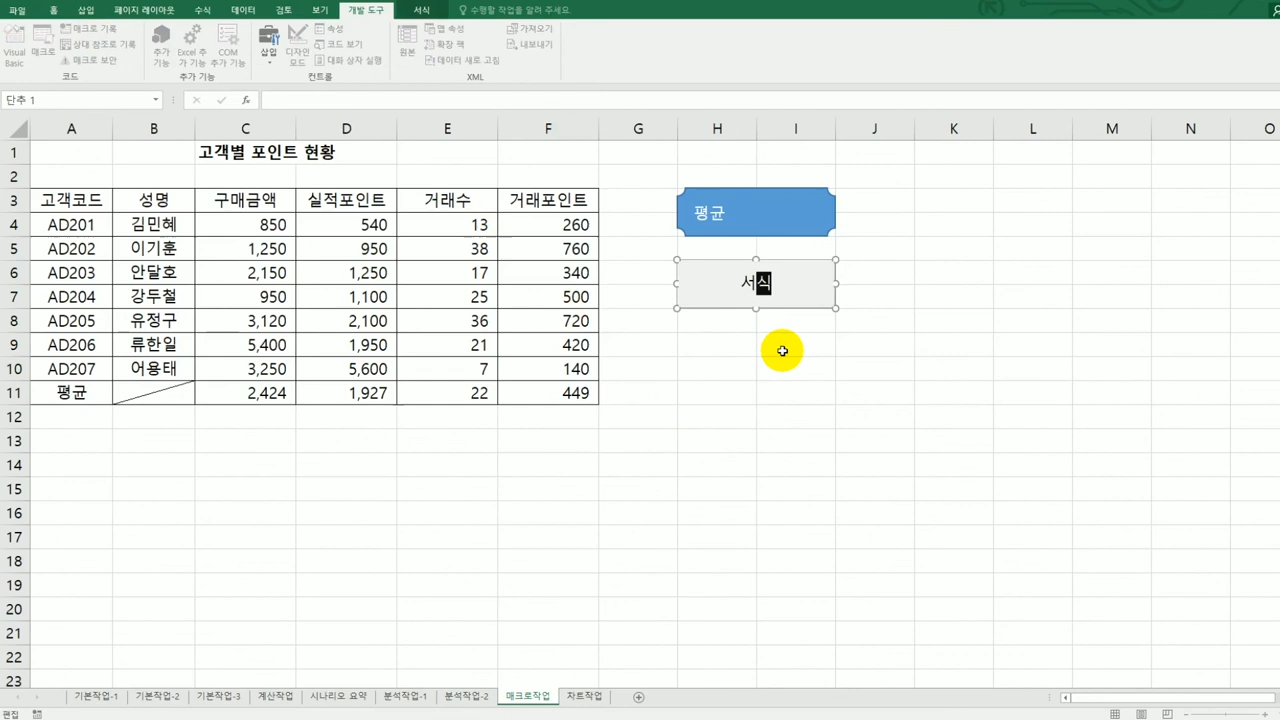 파일 홈 삽입 페이지 레이아웃 수식 데이터 검토 보기 개발 도구 서식 수행할 작업을 알려 주세요.
Visual Basic 매크로 매크로 기록 상대 참조로 기록 매크로 보안 추가 기능 Excel 추가 기능 COM 추가 기능 삽입 디자인 모드 속성 코드 보기 대화 상자 실행 원본 맵 속성 확장 팩 데이터 새로 고침 가져오기 내보내기
코드 추가 기능 컨트롤 XML
단추 1 fx
A B C D E F G H I J K L M N O
1 고객별 포인트 현황
2
3 고객코드 성명 구매금액 실적포인트 거래수 거래포인트 평균
4 AD201 김민혜 850 540 13 260
5 AD202 이기훈 1,250 950 38 760
6 AD203 안달호 2,150 1,250 17 340 서식
7 AD204 강두철 950 1,100 25 500
8 AD205 유정구 3,120 2,100 36 720
9 AD206 류한일 5,400 1,950 21 420
10 AD207 어용태 3,250 5,600 7 140
11 평균 2,424 1,927 22 449
12
13
14
15
16
17
18
19
20
21
22
23
기본작업-1 기본작업-2 기본작업-3 계산작업 시나리오 요약 분석작업-1 분석작업-2 매크로작업 차트작업
편집